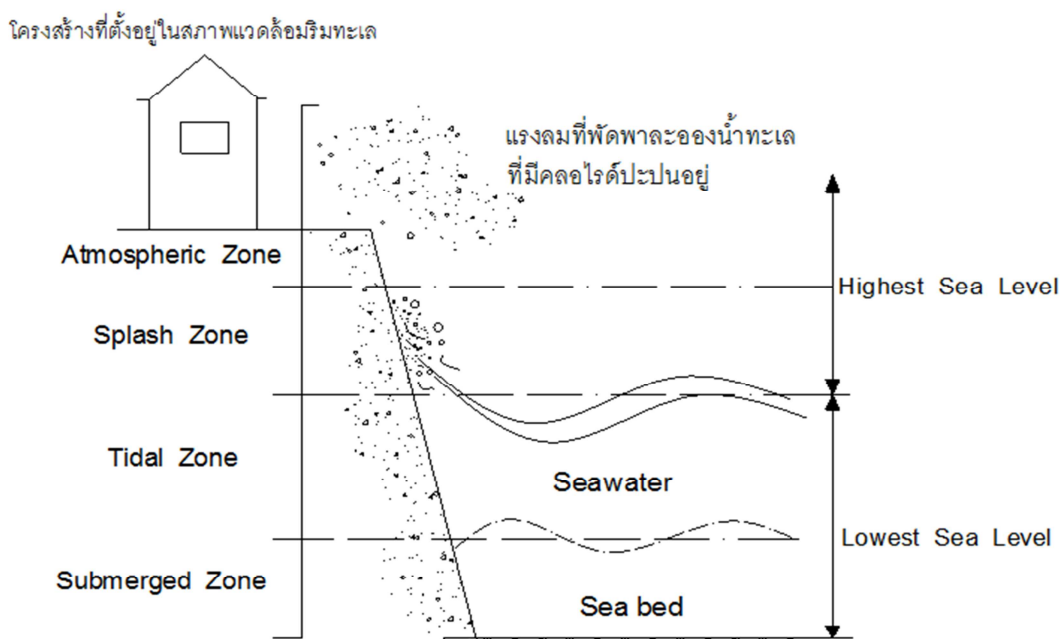 โครงสร้างที่ตั้งอยู่ในสภาพแวดล้อมริมทะเล
แรงลมที่พัดพาละอองน้ำทะเล
ที่มีคลอไรด์ปะปนอยู่
Atmospheric Zone
Highest Sea Level
Splash Zone
Tidal Zone
Seawater
Lowest Sea Level
Submerged Zone
Sea bed